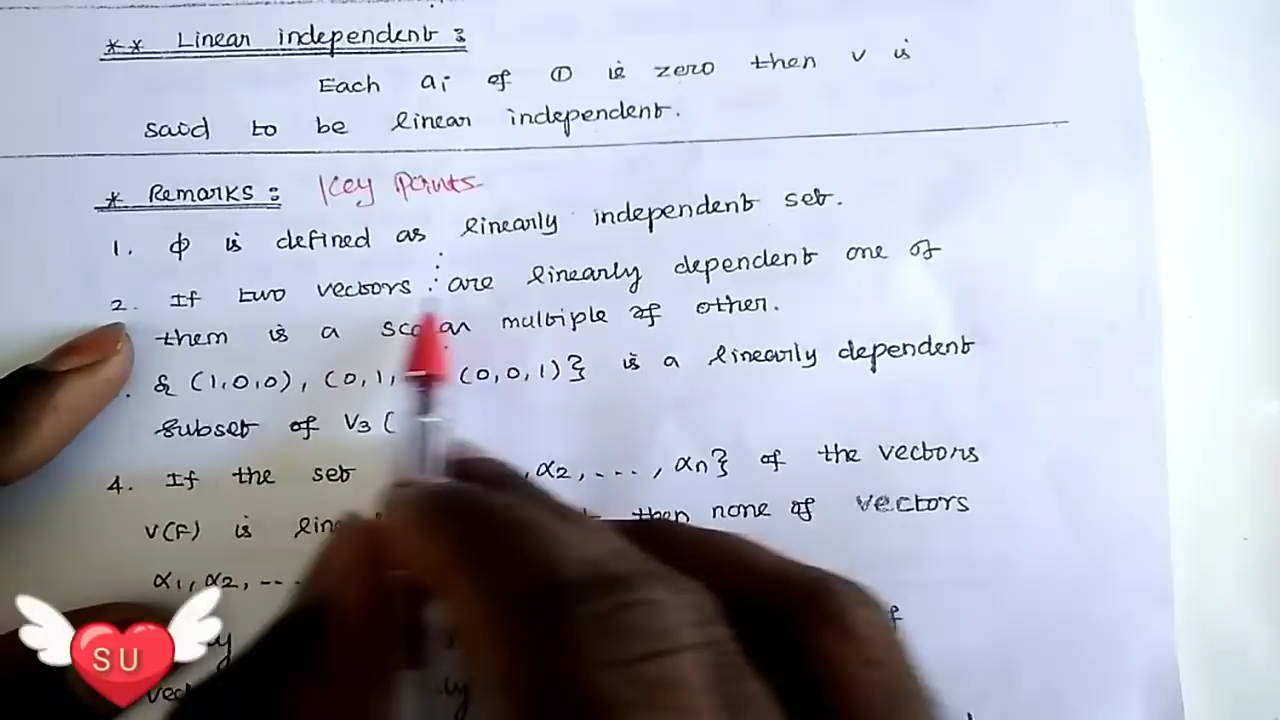 ** Linear independent :
Each ai of ① is zero then v is
said to be linear independent.
* Remarks : Key Points
1. ϕ is defined as linearly independent set.
2. If two vectors are linearly dependent one of
them is a multiple of other.
& (1,0,0), (0,1, (0,0,1)} is a linearly dependent
subset of V3 (
4. If the set , α2, ..., αn} of the vectors
V(F) is then none of vectors
α1, α2, --
SU